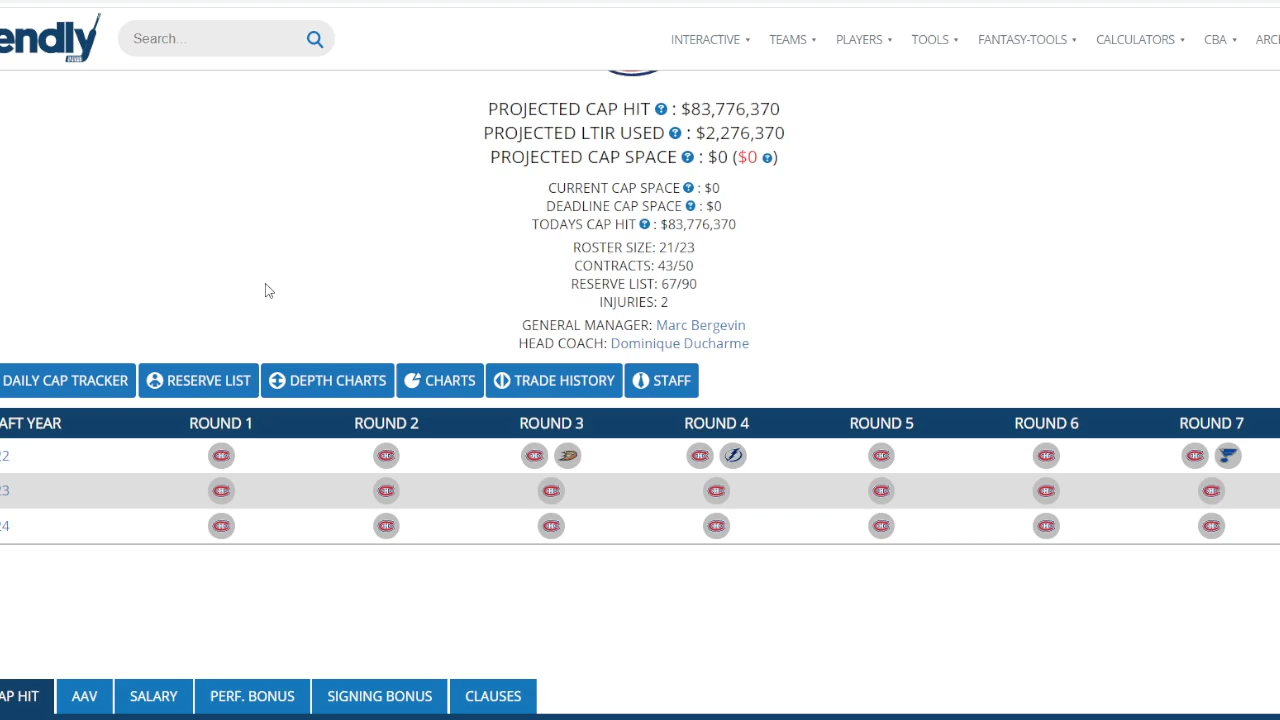 endly
Search...
INTERACTIVE TEAMS PLAYERS TOOLS FANTASY-TOOLS CALCULATORS CBA ARC
PROJECTED CAP HIT ? : $83,776,370
PROJECTED LTIR USED ? : $2,276,370
PROJECTED CAP SPACE ? : $0 ($0 ?)
CURRENT CAP SPACE ? : $0
DEADLINE CAP SPACE ? : $0
TODAYS CAP HIT ? : $83,776,370
ROSTER SIZE: 21/23
CONTRACTS: 43/50
RESERVE LIST: 67/90
INJURIES: 2
GENERAL MANAGER: Marc Bergevin
HEAD COACH: Dominique Ducharme
DAILY CAP TRACKER RESERVE LIST DEPTH CHARTS CHARTS TRADE HISTORY STAFF
AFT YEAR ROUND 1 ROUND 2 ROUND 3 ROUND 4 ROUND 5 ROUND 6 ROUND 7
22
23
24
AP HIT AAV SALARY PERF. BONUS SIGNING BONUS CLAUSES